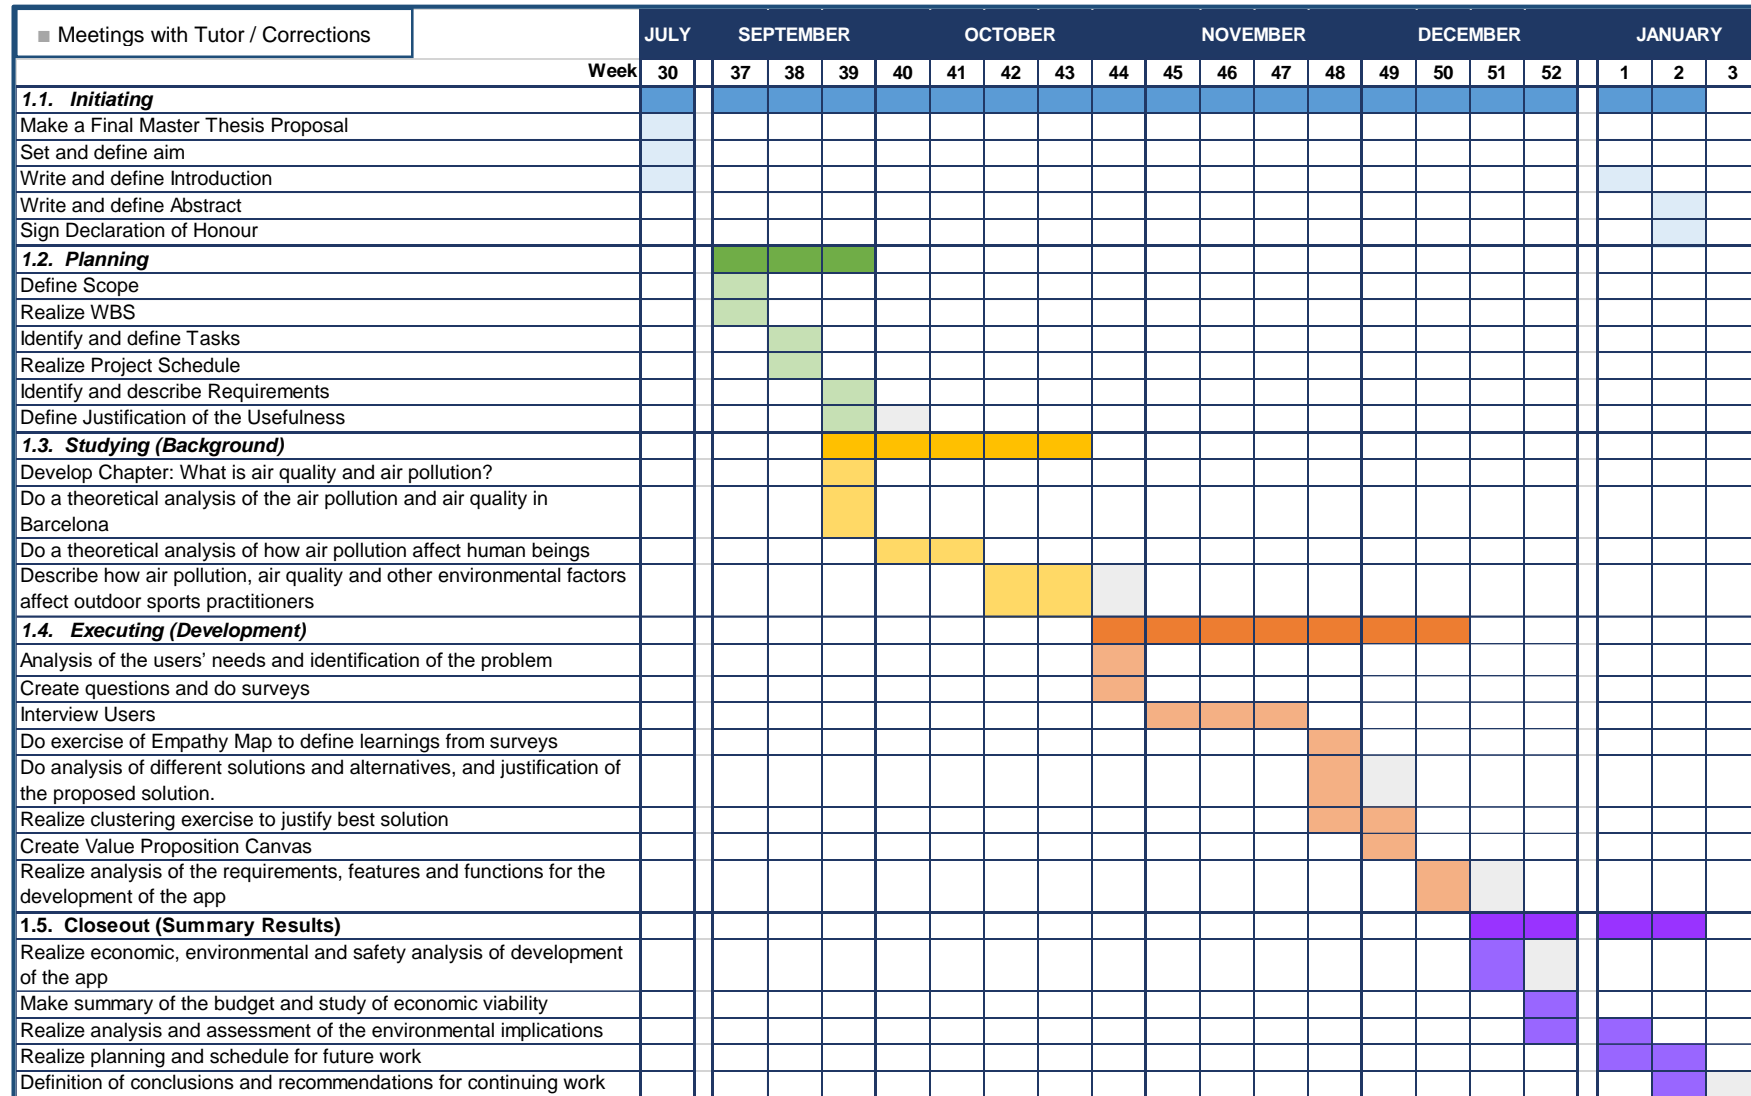 Meetings with Tutor / Corrections
JULY SEPTEMBER OCTOBER NOVEMBER DECEMBER JANUARY
Week 30 37 38 39 40 41 42 43 44 45 46 47 48 49 50 51 52 1 2 3
1.1. Initiating
Make a Final Master Thesis Proposal
Set and define aim
Write and define Introduction
Write and define Abstract
Sign Declaration of Honour
1.2. Planning
Define Scope
Realize WBS
Identify and define Tasks
Realize Project Schedule
Identify and describe Requirements
Define Justification of the Usefulness
1.3. Studying (Background)
Develop Chapter: What is air quality and air pollution?
Do a theoretical analysis of the air pollution and air quality in
Barcelona
Do a theoretical analysis of how air pollution affect human beings
Describe how air pollution, air quality and other environmental factors
affect outdoor sports practitioners
1.4. Executing (Development)
Analysis of the users’ needs and identification of the problem
Create questions and do surveys
Interview Users
Do exercise of Empathy Map to define learnings from surveys
Do analysis of different solutions and alternatives, and justification of
the proposed solution.
Realize clustering exercise to justify best solution
Create Value Proposition Canvas
Realize analysis of the requirements, features and functions for the
development of the app
1.5. Closeout (Summary Results)
Realize economic, environmental and safety analysis of development
of the app
Make summary of the budget and study of economic viability
Realize analysis and assessment of the environmental implications
Realize planning and schedule for future work
Definition of conclusions and recommendations for continuing work